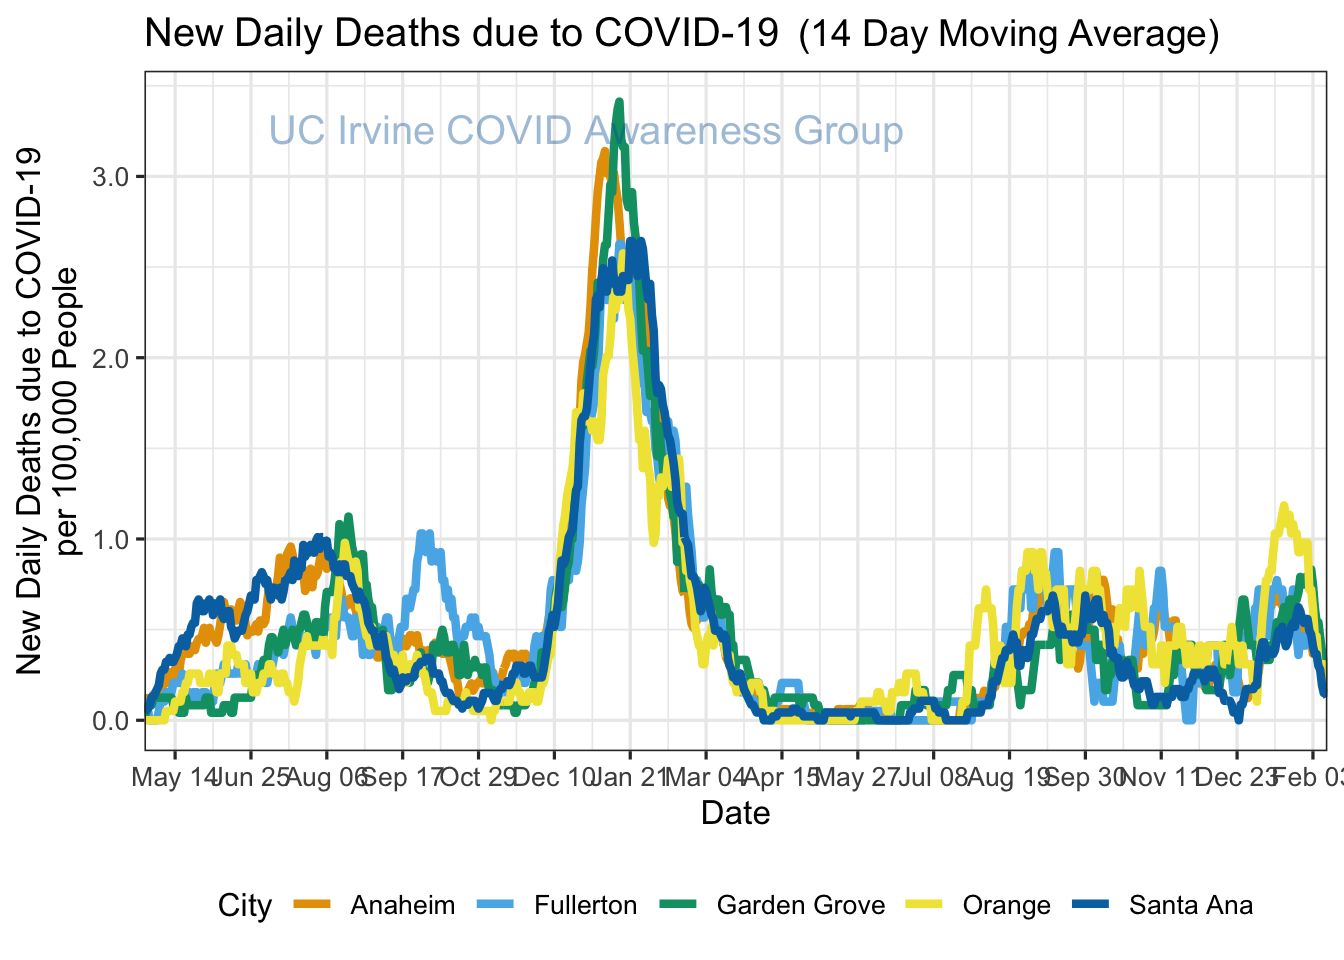 New Daily Deaths due to COVID-19 (14 Day Moving Average)
UC Irvine COVID Awareness Group
New Daily Deaths due to COVID-19
per 100,000 People
3.0
2.0
1.0
0.0
May 14 Jun 25 Aug 06 Sep 17 Oct 29 Dec 10 Jan 21 Mar 04 Apr 15 May 27 Jul 08 Aug 19 Sep 30 Nov 11 Dec 23 Feb 03
Date
City Anaheim Fullerton Garden Grove Orange Santa Ana